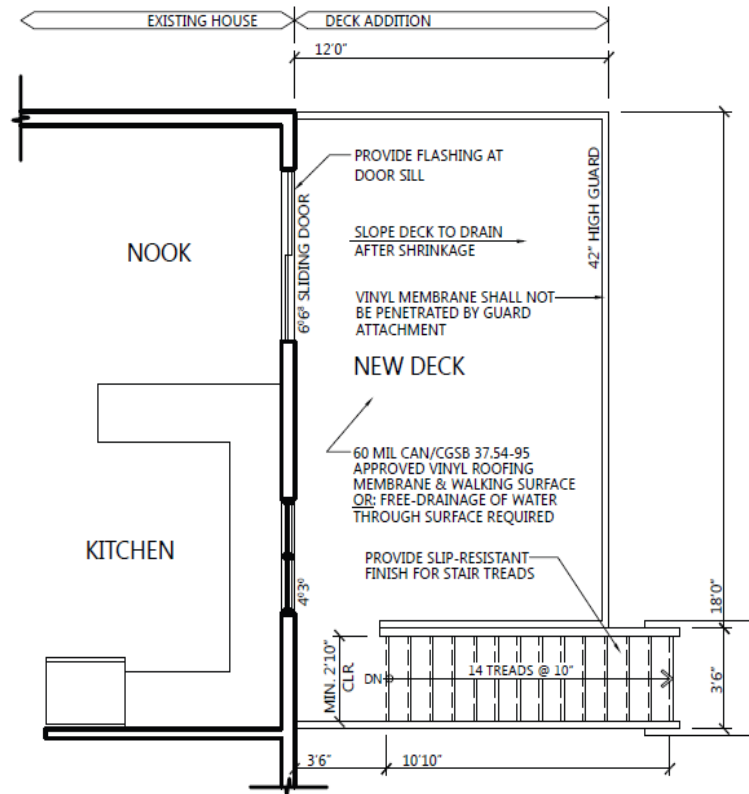 EXISTING HOUSE
DECK ADDITION
12'0"
PROVIDE FLASHING AT
DOOR SILL
6⁰6⁸ SLIDING DOOR
42" HIGH GUARD
NOOK
SLOPE DECK TO DRAIN
AFTER SHRINKAGE
VINYL MEMBRANE SHALL NOT
BE PENETRATED BY GUARD
ATTACHMENT
NEW DECK
60 MIL CAN/CGSB 37.54-95
APPROVED VINYL ROOFING
MEMBRANE & WALKING SURFACE
OR: FREE-DRAINAGE OF WATER
THROUGH SURFACE REQUIRED
KITCHEN
PROVIDE SLIP-RESISTANT
FINISH FOR STAIR TREADS
4⁰3⁰
18'0"
MIN. 2'10"
CLR
DN
14 TREADS @ 10"
3'6"
3'6"
10'10"